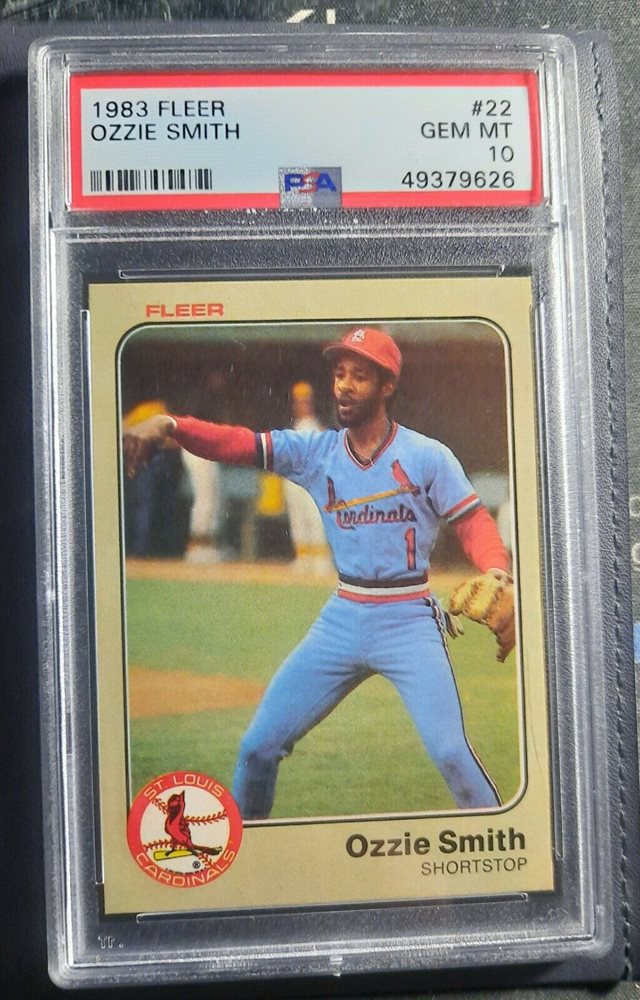 1983 FLEER
#22
OZZIE SMITH
GEM MT
10
PSA
49379626
FLEER
Cardinals
1
ST. LOUIS
CARDINALS
®
Ozzie Smith
SHORTSTOP